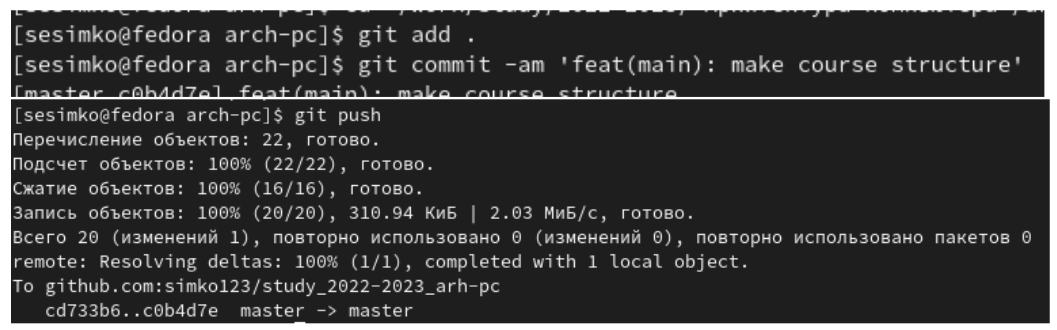 [sesimko@fedora arch-pc]$ git add .
[sesimko@fedora arch-pc]$ git commit -am 'feat(main): make course structure'
[master c0b4d7e] feat(main): make course structure
[sesimko@fedora arch-pc]$ git push
Перечисление объектов: 22, готово.
Подсчет объектов: 100% (22/22), готово.
Сжатие объектов: 100% (16/16), готово.
Запись объектов: 100% (20/20), 310.94 КиБ | 2.03 МиБ/с, готово.
Всего 20 (изменений 1), повторно использовано 0 (изменений 0), повторно использовано пакетов 0
remote: Resolving deltas: 100% (1/1), completed with 1 local object.
To github.com:simko123/study_2022-2023_arh-pc
   cd733b6..c0b4d7e  master -> master